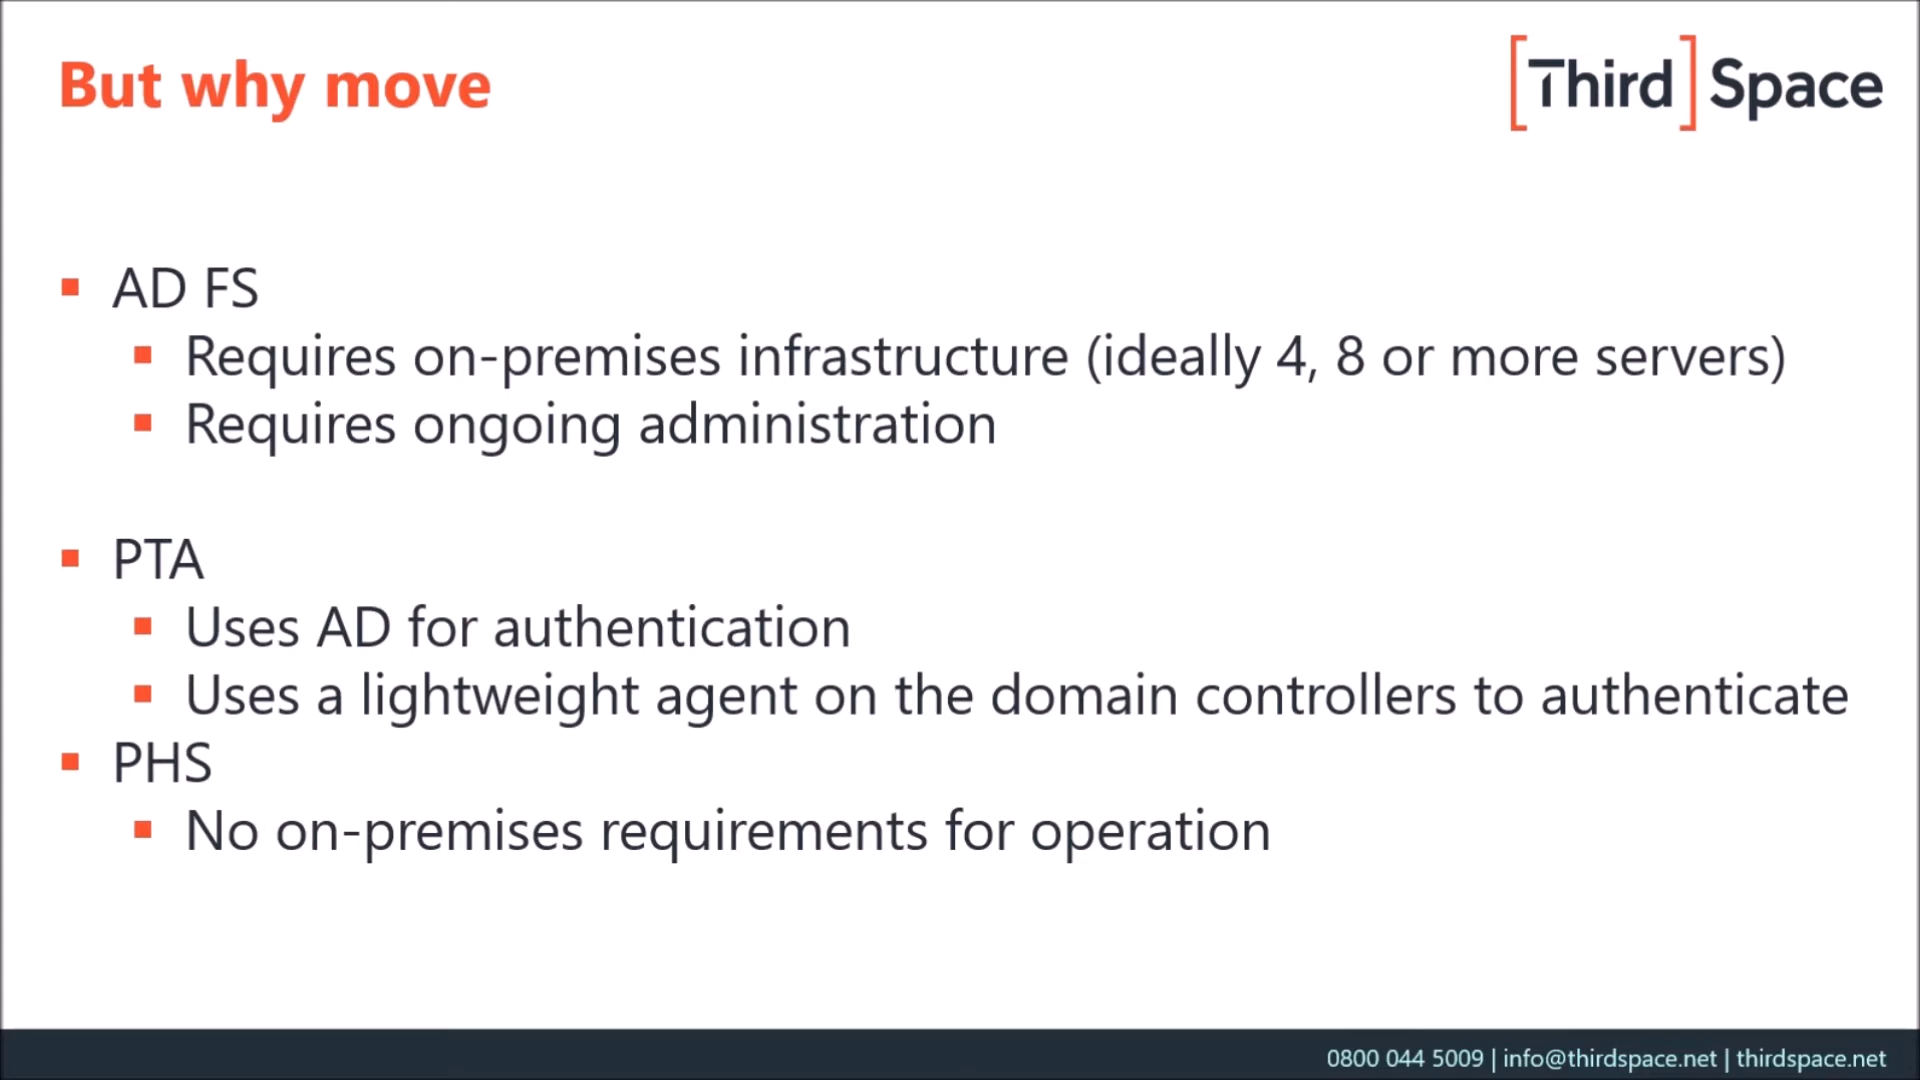 But why move
[Third] Space
AD FS
Requires on-premises infrastructure (ideally 4, 8 or more servers)
Requires ongoing administration
PTA
Uses AD for authentication
Uses a lightweight agent on the domain controllers to authenticate
PHS
No on-premises requirements for operation
0800 044 5009 | info@thirdspace.net | thirdspace.net